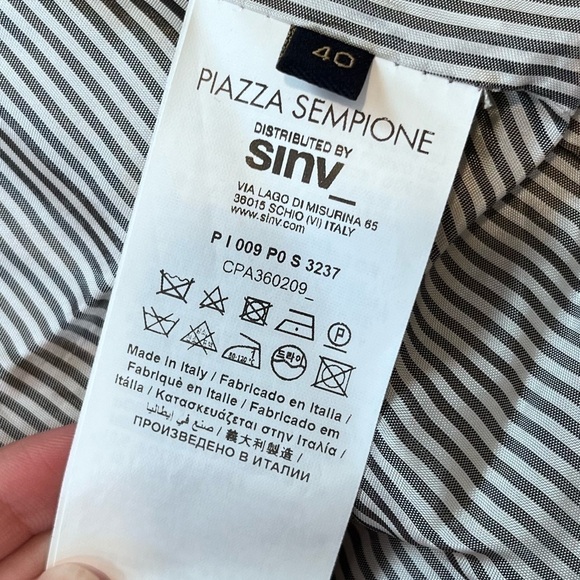 40
PIAZZA SEMPIONE
DISTRIBUTED BY
sinv_
VIA LAGO DI MISURINA 65
36015 SCHIO (VI) ITALY
www.sinv.com
P I 009 P0 S 3237
CPA360209_
P
드라이
Made in Italy / Fabricado en Italia /
Fabriqué en Italie / Fabricado em
Itália / Κατασκευάζεται στην Ιταλία /
صنع في إيطاليا / 義大利製造 /
ПРОИЗВЕДЕНО В ИТАЛИИ